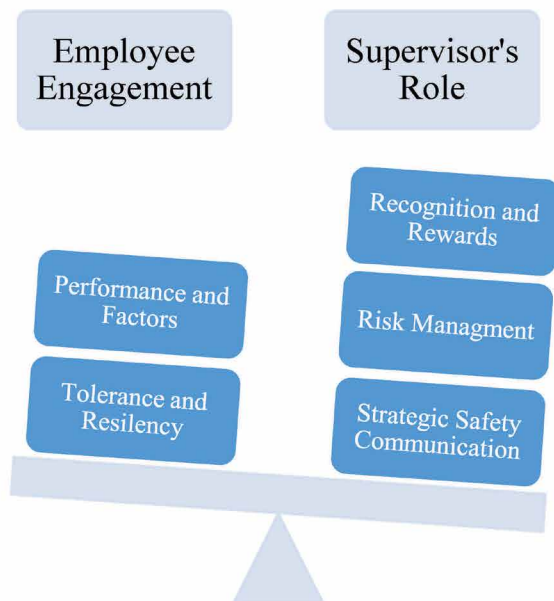 Employee
Engagement
Supervisor's
Role
Recognition and
Rewards
Performance and
Factors
Risk Managment
Tolerance and
Resilency
Strategic Safety
Communication